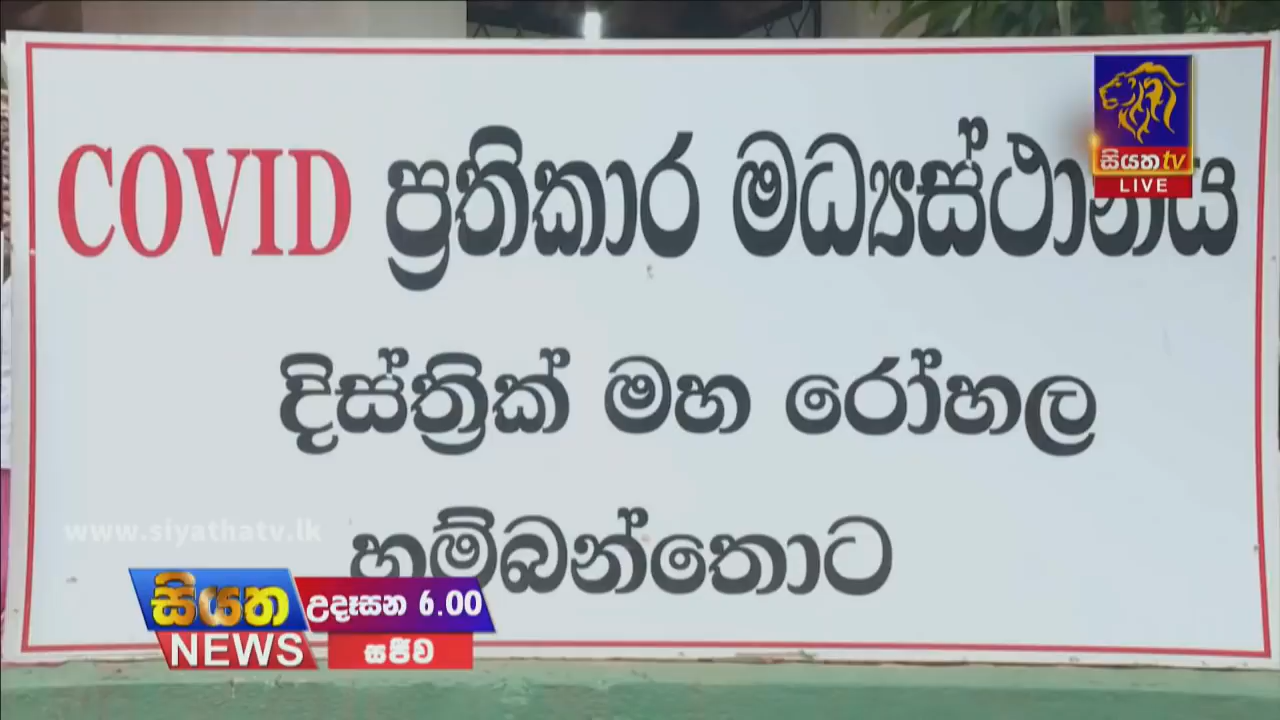 COVID ප්‍රතිකාර මධ්‍යස්ථානය
දිස්ත්‍රික් මහ රෝහල
හම්බන්තොට
සියත tv
LIVE
www.siyathatv.lk
සියත
NEWS
උදෑසන 6.00
සජීව